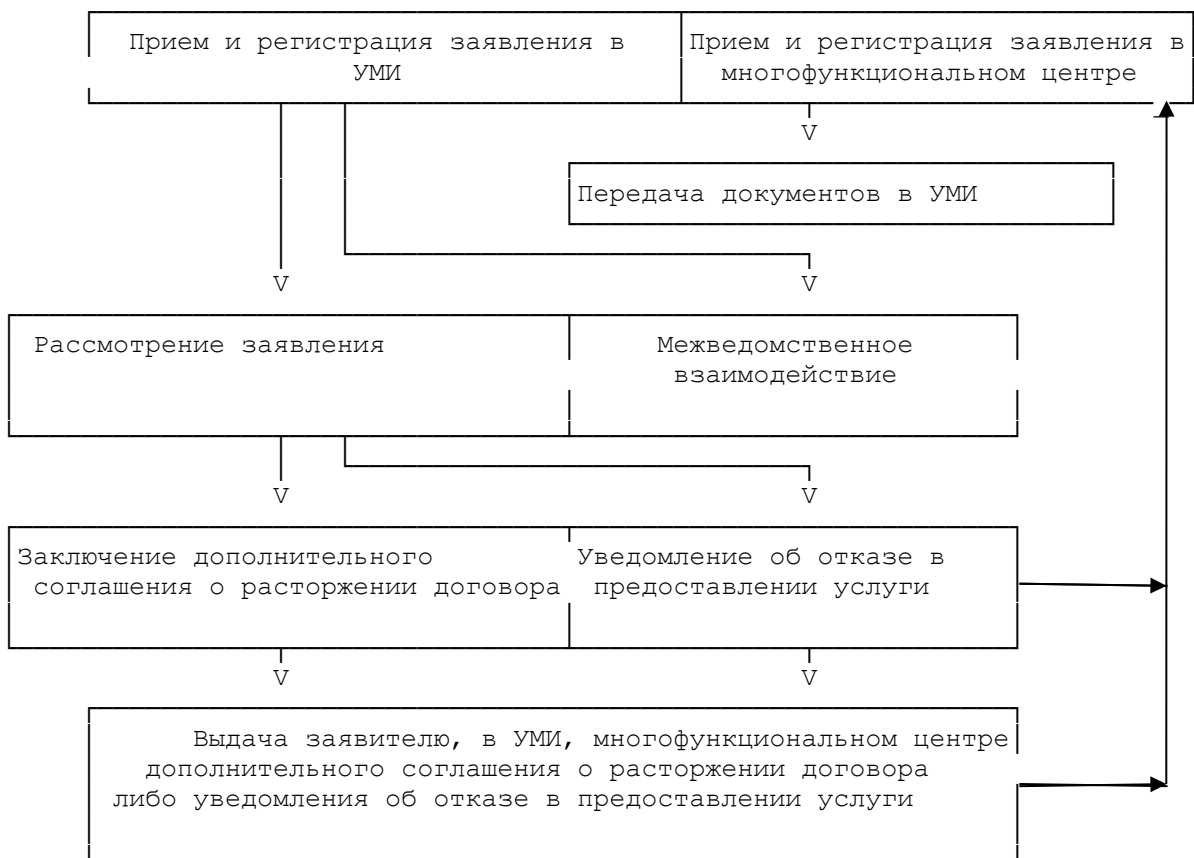 Прием и регистрация заявления в
УМИ
Прием и регистрация заявления в
многофункциональном центре
V
Передача документов в УМИ
V
V
Рассмотрение заявления
Межведомственное
взаимодействие
V
V
Заключение дополнительного
соглашения о расторжении договора
Уведомление об отказе в
предоставлении услуги
V
V
Выдача заявителю, в УМИ, многофункциональном центре
дополнительного соглашения о расторжении договора
либо уведомления об отказе в предоставлении услуги